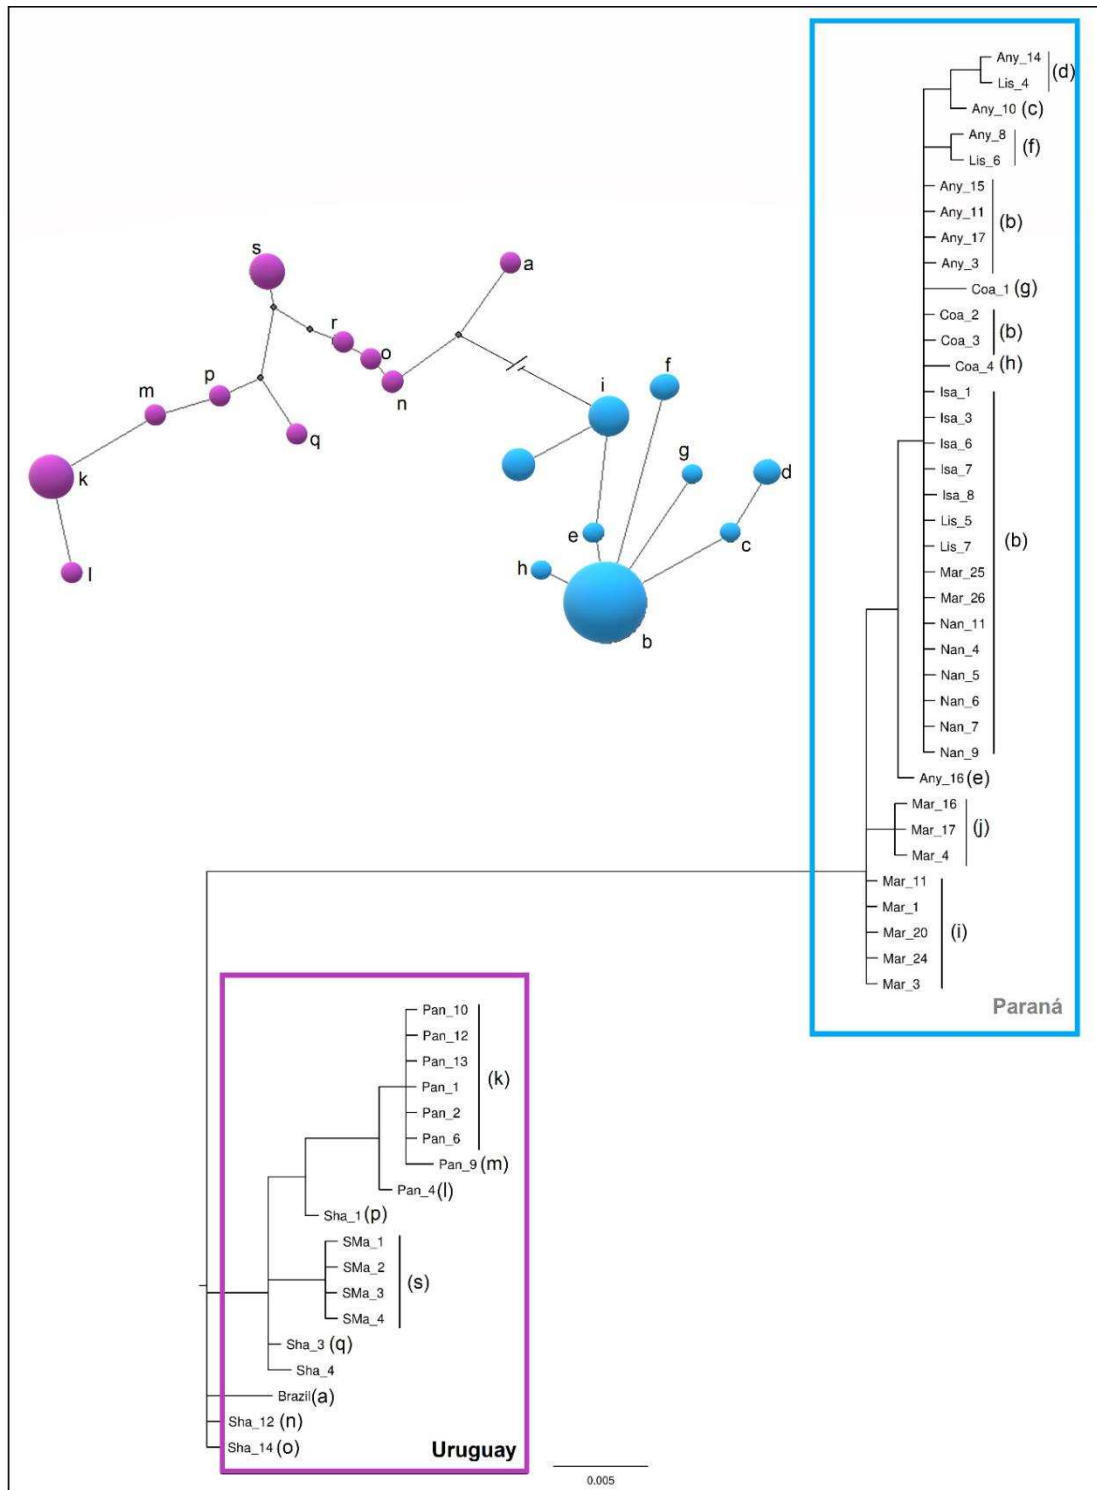 Any_14
(d)
Lis_4
Any_10 (c)
Any_8
(f)
Lis_6
Any_15
Any_11
(b)
Any_17
Any_3
Coa_1 (g)
Coa_2
(b)
Coa_3
Coa_4 (h)
Isa_1
Isa_3
Isa_6
Isa_7
Isa_8
Lis_5
Lis_7
(b)
Mar_25
Mar_26
Nan_11
Nan_4
Nan_5
Nan_6
Nan_7
Nan_9
Any_16 (e)
Mar_16
Mar_17
(j)
Mar_4
Mar_11
Mar_1
Mar_20
(i)
Mar_24
Mar_3
Paraná
s
a
r
o
n
p
m
q
k
l
i
f
g
d
e
c
h
b
Pan_10
Pan_12
Pan_13
(k)
Pan_1
Pan_2
Pan_6
Pan_9 (m)
Pan_4 (l)
Sha_1 (p)
SMa_1
SMa_2
(s)
SMa_3
SMa_4
Sha_3 (q)
Sha_4
Brazil (a)
Sha_12 (n)
Sha_14 (o)
Uruguay
0.005